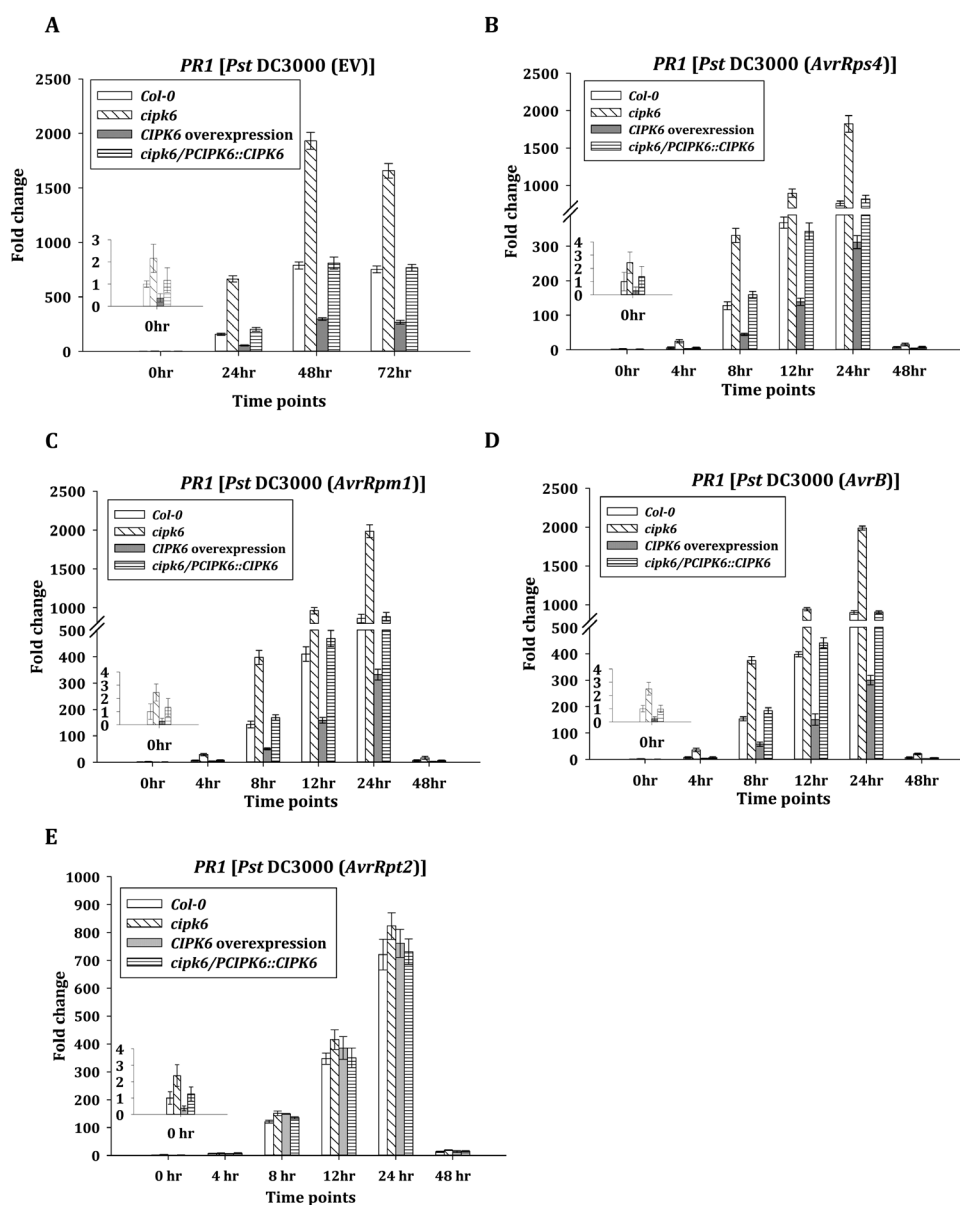 A
PR1 [Pst DC3000 (EV)]
2500
2000
1500
1000
500
0
Fold change
Col-0
cipk6
CIPK6 overexpression
cipk6/PCIPK6::CIPK6
3
2
1
0
0hr
0hr 24hr 48hr 72hr
Time points
B
PR1 [Pst DC3000 (AvrRps4)]
2500
2000
1500
1000
300
200
100
0
Fold change
Col-0
cipk6
CIPK6 overexpression
cipk6/PCIPK6::CIPK6
4
3
2
1
0
0hr
0hr 4hr 8hr 12hr 24hr 48hr
Time points
C
PR1 [Pst DC3000 (AvrRpm1)]
2500
2000
1500
1000
500
400
300
200
100
0
Fold change
Col-0
cipk6
CIPK6 overexpression
cipk6/PCIPK6::CIPK6
4
3
2
1
0
0hr
0hr 4hr 8hr 12hr 24hr 48hr
Time points
D
PR1 [Pst DC3000 (AvrB)]
2500
2000
1500
1000
500
400
300
200
100
0
Fold change
Col-0
cipk6
CIPK6 overexpression
cipk6/PCIPK6::CIPK6
4
3
2
1
0
0hr
0hr 4hr 8hr 12hr 24hr 48hr
Time points
E
PR1 [Pst DC3000 (AvrRpt2)]
1000
900
800
700
600
500
400
300
200
100
0
Fold change
Col-0
cipk6
CIPK6 overexpression
cipk6/PCIPK6::CIPK6
4
3
2
1
0
0 hr
0 hr 4 hr 8 hr 12hr 24 hr 48 hr
Time points